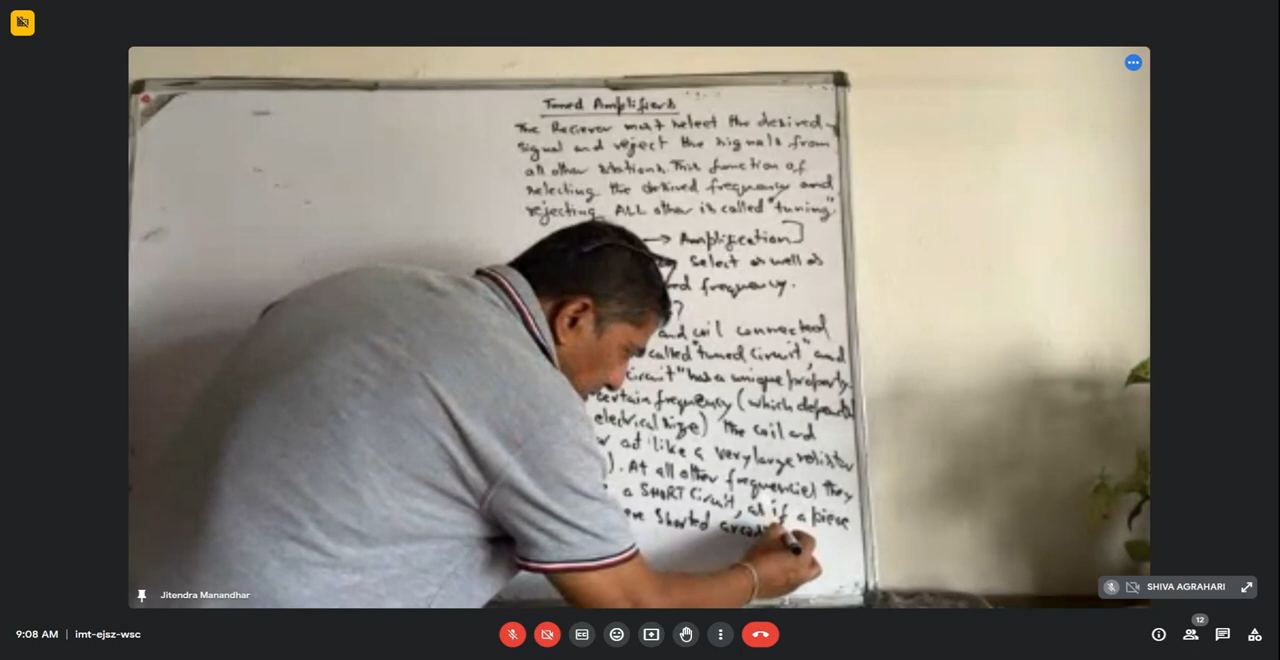 Tuned Amplifiers
The Reciever must select the desired
signal and reject the signals from
all other stations. This function of
selecting the desired frequency and
rejecting ALL other is called "tuning".
→ Amplification]
Select as well as
frequency.
?
and coil connected
called "tuned Circuit", and
circuit" has a unique property.
certain frequency (which depends
electrical size) the coil and
act like a very large resistor
). At all other frequencies they
a SHORT Circuit, as if a piece
Shorted
Jitendra Manandhar
SHIVA AGRAHARI
9:08 AM | imt-ejsz-wsc
12